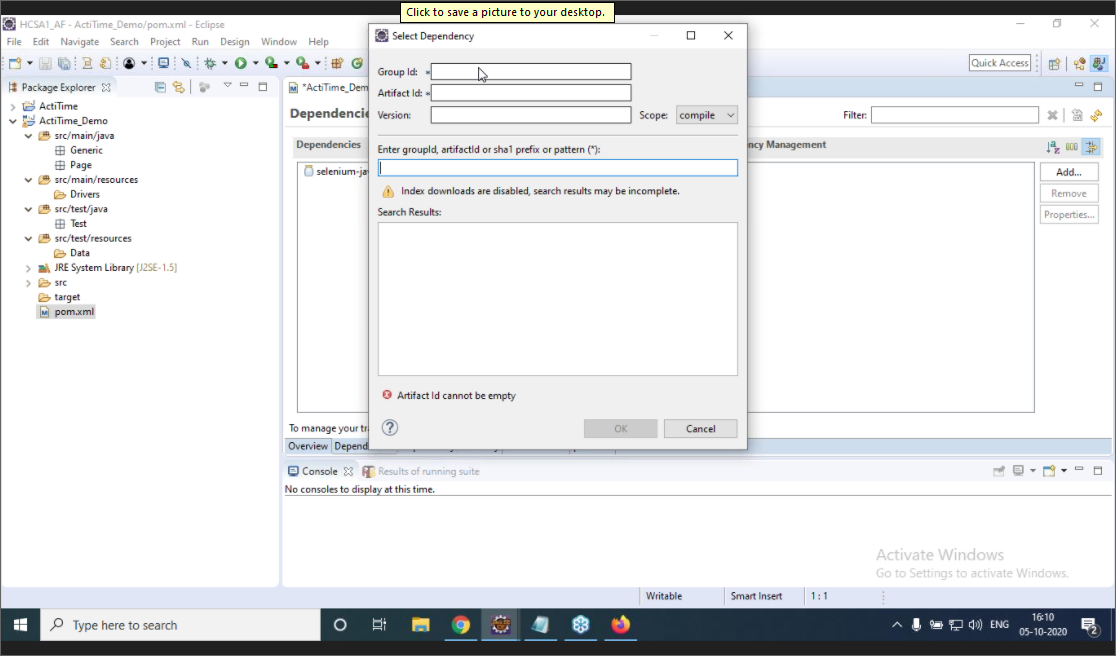 Click to save a picture to your desktop.
HCSA1_AF - ActiTime_Demo/pom.xml - Eclipse
File Edit Navigate Search Project Run Design Window Help
Quick Access
Package Explorer
ActiTime
ActiTime_Demo
src/main/java
Generic
Page
src/main/resources
Drivers
src/test/java
Test
src/test/resources
Data
JRE System Library [J2SE-1.5]
src
target
pom.xml
*ActiTime_Dem
Dependencie
Filter:
Dependencies
ncy Management
selenium-jav
Add...
Remove
Properties...
To manage your tra
Overview Depend
Select Dependency
Group Id: *
Artifact Id: *
Version:
Scope: compile
Enter groupId, artifactId or sha1 prefix or pattern (*):
Index downloads are disabled, search results may be incomplete.
Search Results:
Artifact Id cannot be empty
OK Cancel
Console Results of running suite
No consoles to display at this time.
Activate Windows
Go to Settings to activate Windows.
Writable Smart Insert 1 : 1
Type here to search
ENG
16:10
05-10-2020
2